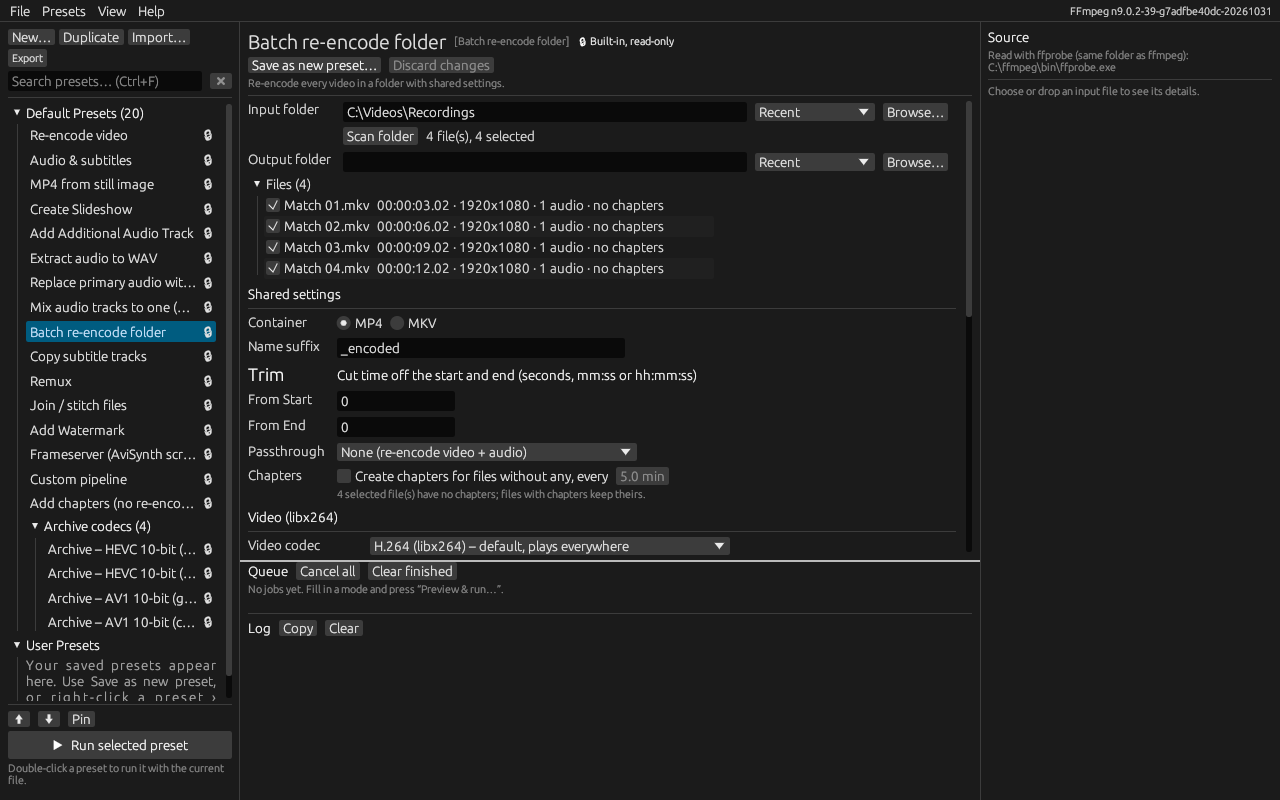 File Presets View Help
FFmpeg n9.0.2-39-g7adfbe40dc-20261031
New... Duplicate Import...
Export
Search presets... (Ctrl+F)
Default Presets (20)
Re-encode video
Audio & subtitles
MP4 from still image
Create Slideshow
Add Additional Audio Track
Extract audio to WAV
Replace primary audio wit...
Mix audio tracks to one (...
Batch re-encode folder
Copy subtitle tracks
Remux
Join / stitch files
Add Watermark
Frameserver (AviSynth scr...
Custom pipeline
Add chapters (no re-enco...
Archive codecs (4)
Archive – HEVC 10-bit (...
Archive – HEVC 10-bit (...
Archive – AV1 10-bit (g...
Archive – AV1 10-bit (c...
User Presets
Your saved presets appear
here. Use Save as new preset,
or right-click a preset ›
Pin
Run selected preset
Double-click a preset to run it with the current
file.
Batch re-encode folder [Batch re-encode folder] Built-in, read-only
Save as new preset... Discard changes
Re-encode every video in a folder with shared settings.
Input folder C:\Videos\Recordings Recent Browse...
Scan folder 4 file(s), 4 selected
Output folder Recent Browse...
Files (4)
Match 01.mkv 00:00:03.02 · 1920x1080 · 1 audio · no chapters
Match 02.mkv 00:00:06.02 · 1920x1080 · 1 audio · no chapters
Match 03.mkv 00:00:09.02 · 1920x1080 · 1 audio · no chapters
Match 04.mkv 00:00:12.02 · 1920x1080 · 1 audio · no chapters
Shared settings
Container MP4 MKV
Name suffix _encoded
Trim Cut time off the start and end (seconds, mm:ss or hh:mm:ss)
From Start 0
From End 0
Passthrough None (re-encode video + audio)
Chapters Create chapters for files without any, every 5.0 min
4 selected file(s) have no chapters; files with chapters keep theirs.
Video (libx264)
Video codec H.264 (libx264) – default, plays everywhere
Queue Cancel all Clear finished
No jobs yet. Fill in a mode and press "Preview & run...".
Log Copy Clear
Source
Read with ffprobe (same folder as ffmpeg):
C:\ffmpeg\bin\ffprobe.exe
Choose or drop an input file to see its details.